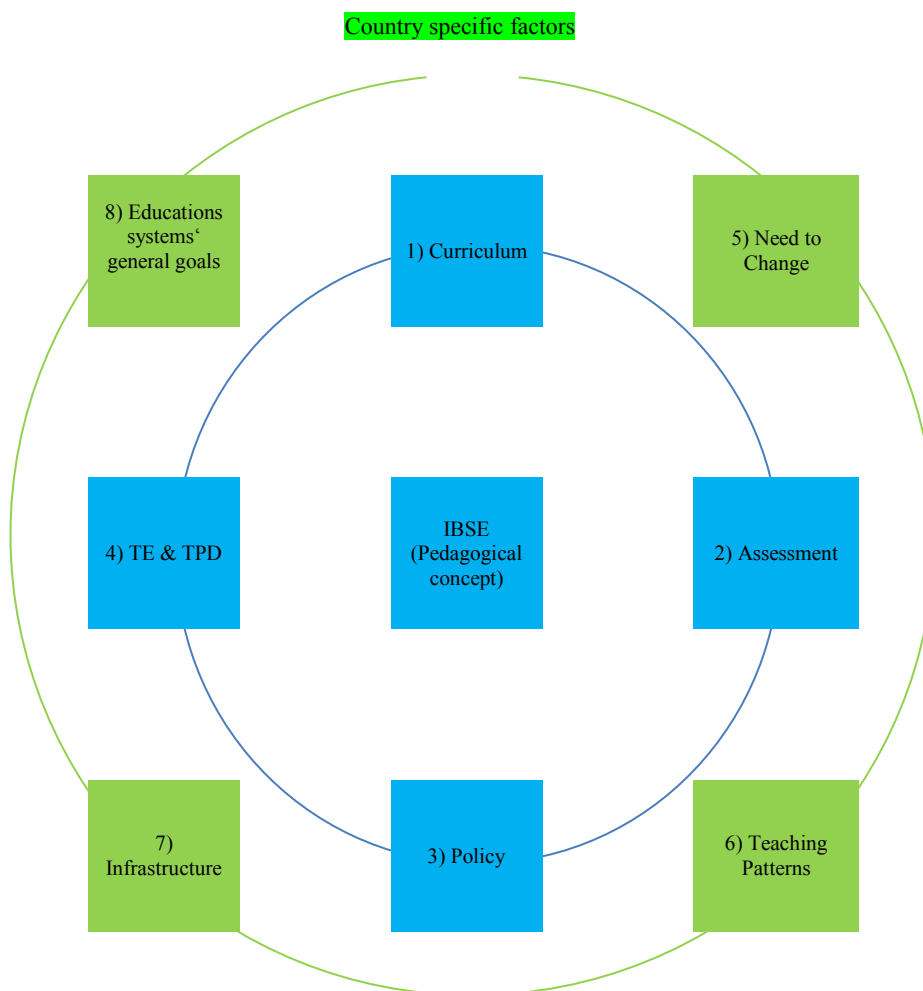 Country specific factors
8) Educations
systems‘
general goals
1) Curriculum
5) Need to
Change
4) TE & TPD
IBSE
(Pedagogical
concept)
2) Assessment
7)
Infrastructure
3) Policy
6) Teaching
Patterns